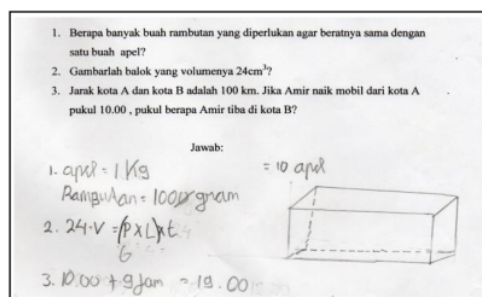 1. Berapa banyak buah rambutan yang diperlukan agar beratnya sama dengan
satu buah apel?
2. Gambarlah balok yang volumenya 24cm³?
3. Jarak kota A dan kota B adalah 100 km. Jika Amir naik mobil dari kota A
pukul 10.00 , pukul berapa Amir tiba di kota B?
Jawab:
1. apel = 1 Kg = 10 apel
Rambutan = gram
2. 24.V = (P x L) x t
6
3. 10.00 + 9 Jam = 19.00